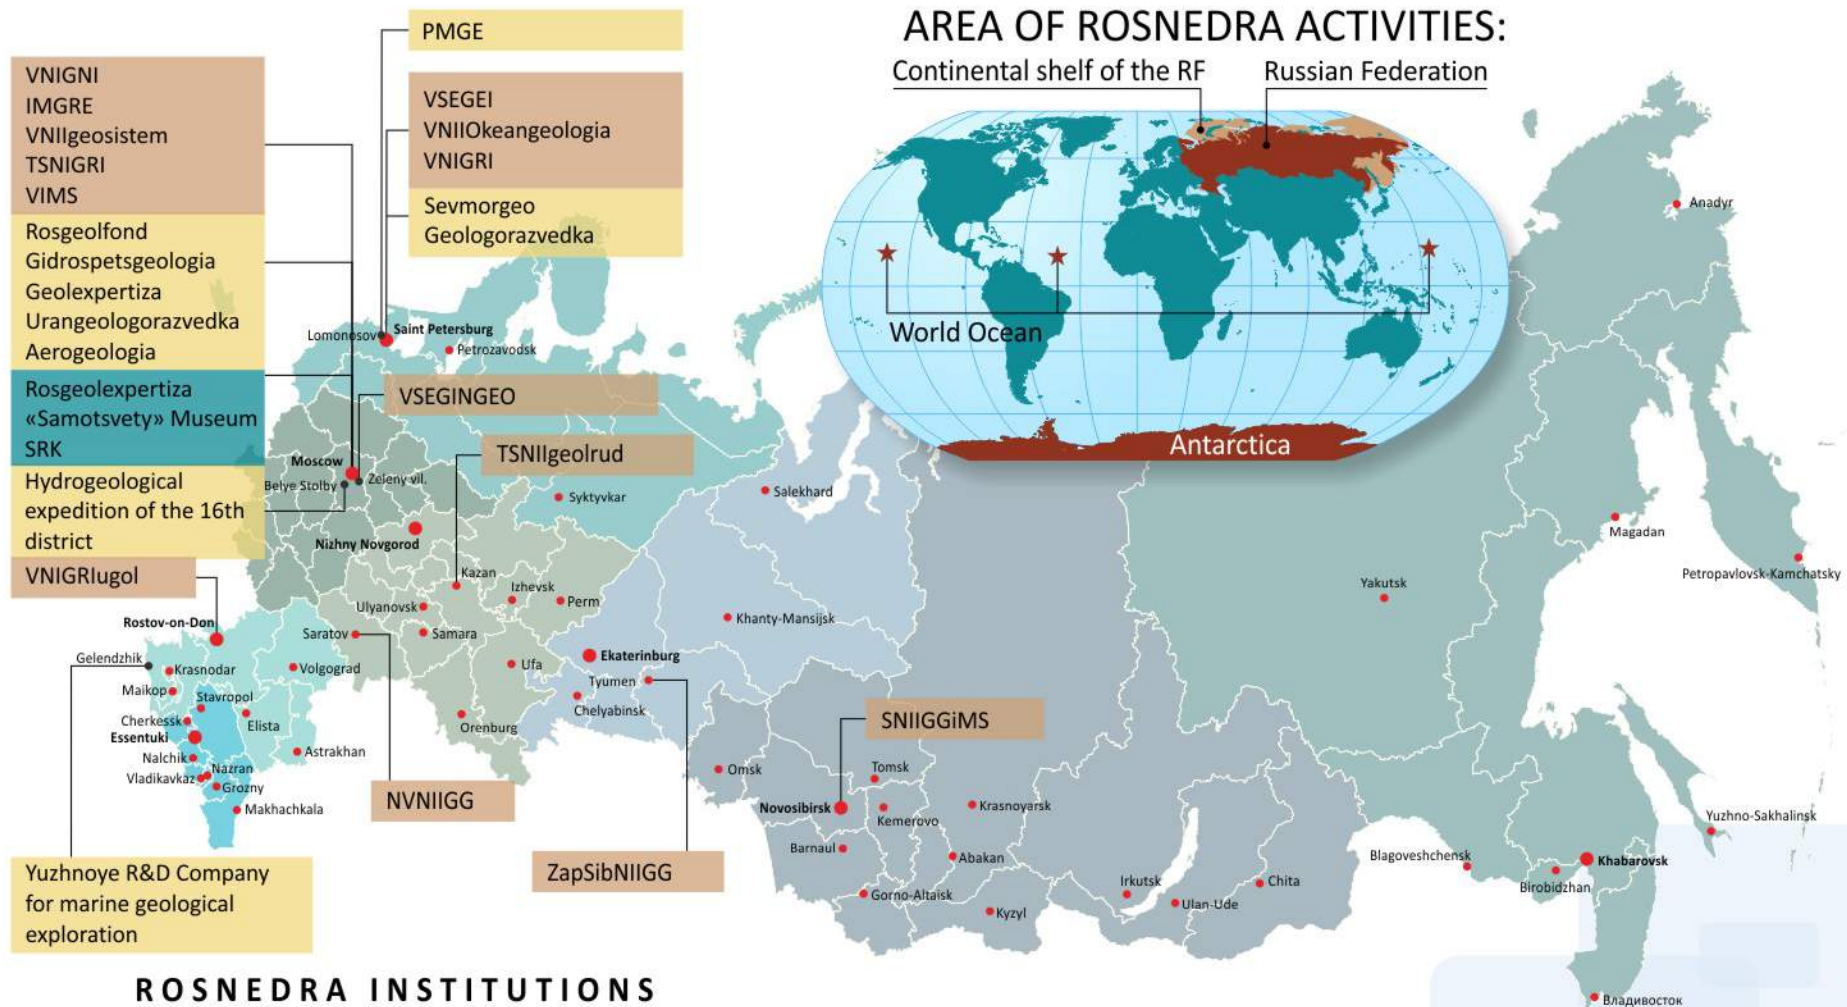 AREA OF ROSNEDRA ACTIVITIES:
Continental shelf of the RF
Russian Federation
World Ocean
Antarctica
PMGE
VNIGNI
IMGRE
VNIIgeosistem
TSNIGRI
VIMS
VSEGEI
VNIIOkeangeologia
VNIGRI
Sevmorgeo
Geologorazvedka
Rosgeolfond
Gidrospetsgeologia
Geolexpertiza
Urangeologorazvedka
Aerogeologia
Rosgeolexpertiza
«Samotsvety» Museum
SRK
Hydrogeological
expedition of the 16th
district
VNIGRIugol
VSEGINGEO
TSNIIgeolrud
NVNIIGG
ZapSibNIIGG
SNIIGGiMS
Yuzhnoye R&D Company
for marine geological
exploration
Lomonosov
Saint Petersburg
Petrozavodsk
Moscow
Belye Stolby
Zeleny vil.
Nizhny Novgorod
Syktyvkar
Salekhard
Kazan
Izhevsk
Perm
Ulyanovsk
Samara
Saratov
Ufa
Orenburg
Khanty-Mansijsk
Ekaterinburg
Tyumen
Chelyabinsk
Rostov-on-Don
Gelendzhik
Krasnodar
Maikop
Stavropol
Volgograd
Cherkessk
Elista
Essentuki
Astrakhan
Nalchik
Nazran
Vladikavkaz
Grozny
Makhachkala
Omsk
Tomsk
Novosibirsk
Kemerovo
Krasnoyarsk
Barnaul
Abakan
Gorno-Altaisk
Kyzyl
Irkutsk
Ulan-Ude
Chita
Anadyr
Magadan
Petropavlovsk-Kamchatsky
Yakutsk
Yuzhno-Sakhalinsk
Blagoveshchensk
Khabarovsk
Birobidzhan
Владивосток
ROSNEDRA INSTITUTIONS